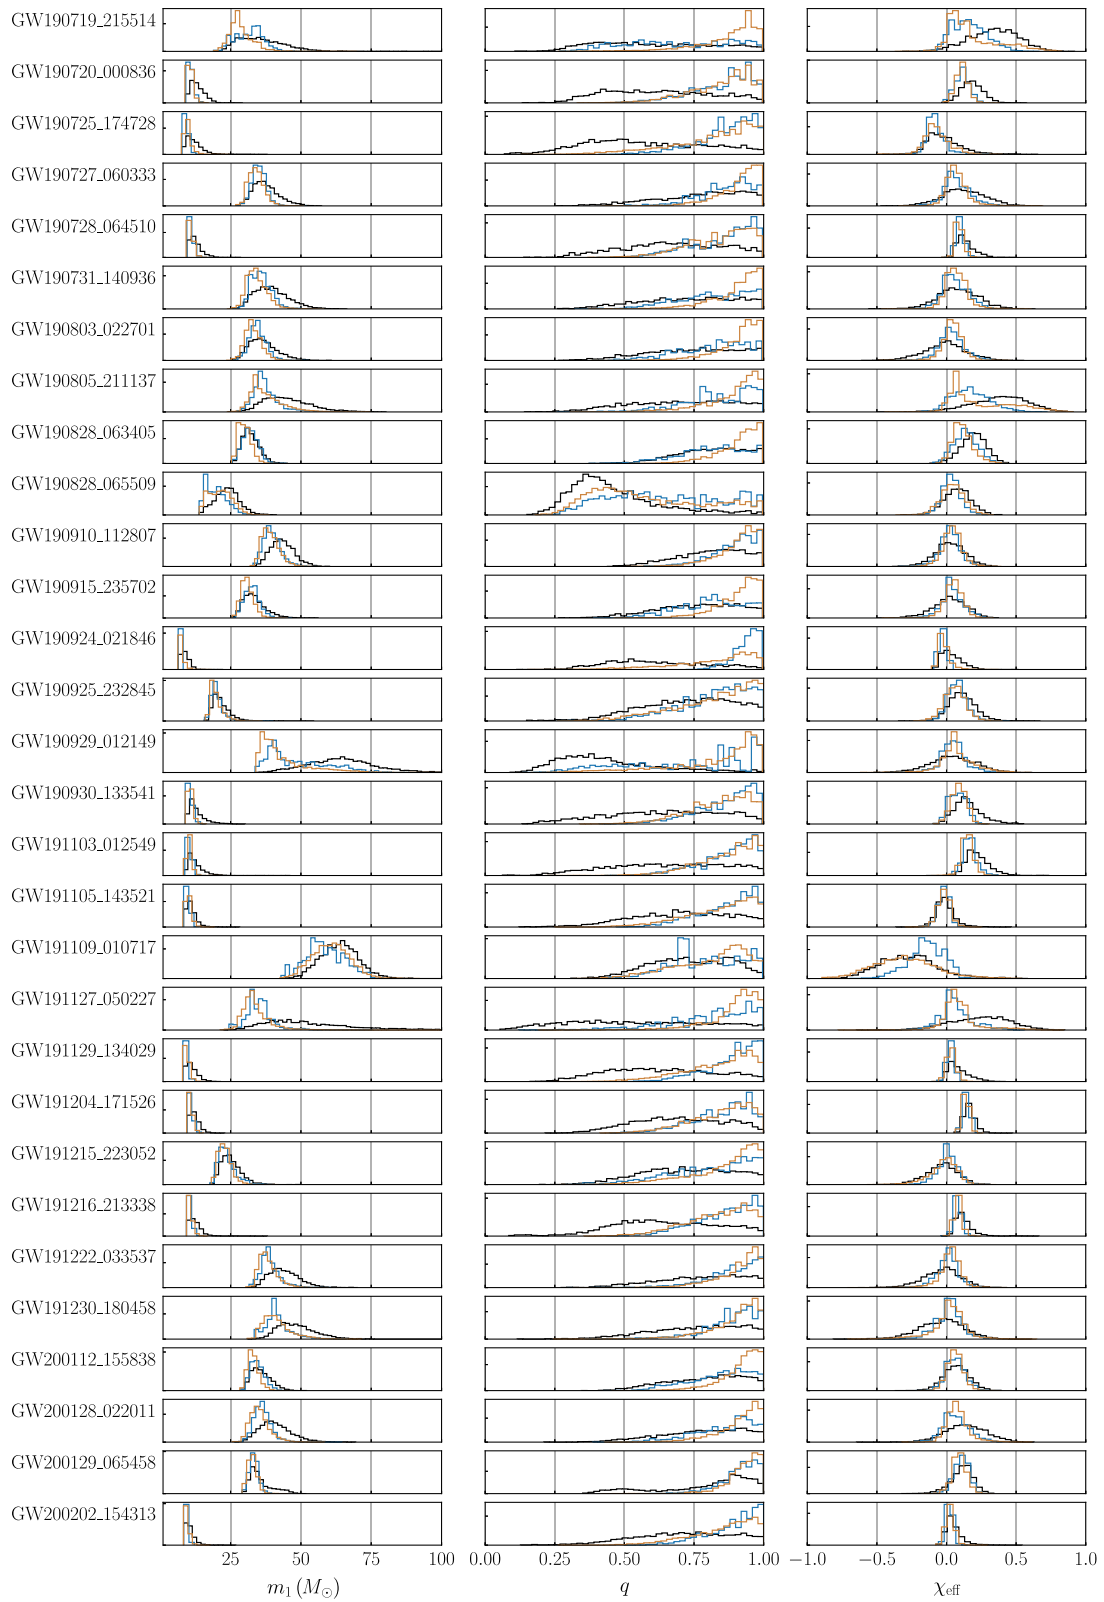 GW190719_215514
GW190720_000836
GW190725_174728
GW190727_060333
GW190728_064510
GW190731_140936
GW190803_022701
GW190805_211137
GW190828_063405
GW190828_065509
GW190910_112807
GW190915_235702
GW190924_021846
GW190925_232845
GW190929_012149
GW190930_133541
GW191103_012549
GW191105_143521
GW191109_010717
GW191127_050227
GW191129_134029
GW191204_171526
GW191215_223052
GW191216_213338
GW191222_033537
GW191230_180458
GW200112_155838
GW200128_022011
GW200129_065458
GW200202_154313
25 50 75 100 0.00 0.25 0.50 0.75 1.00 −1.0 −0.5 0.0 0.5 1.0
m₁ (M☉) q χeff